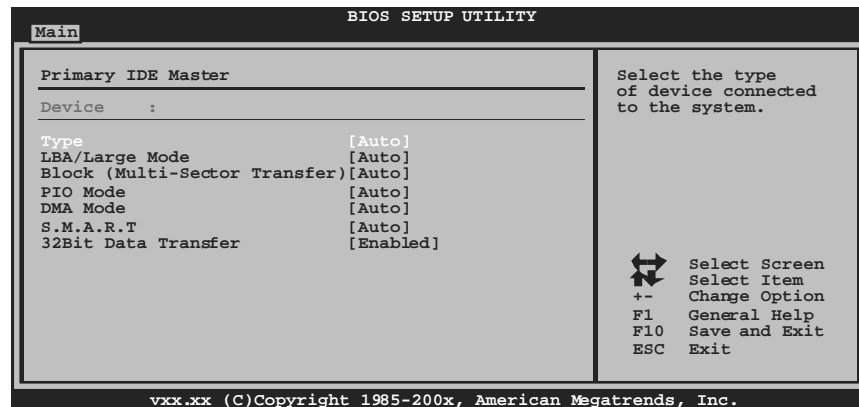 BIOS SETUP UTILITY
Main
Primary IDE Master
Device :
Type [Auto]
LBA/Large Mode [Auto]
Block (Multi-Sector Transfer)[Auto]
PIO Mode [Auto]
DMA Mode [Auto]
S.M.A.R.T [Auto]
32Bit Data Transfer [Enabled]
Select the type
of device connected
to the system.
Select Screen
Select Item
+- Change Option
F1 General Help
F10 Save and Exit
ESC Exit
vxx.xx (C)Copyright 1985-200x, American Megatrends, Inc.